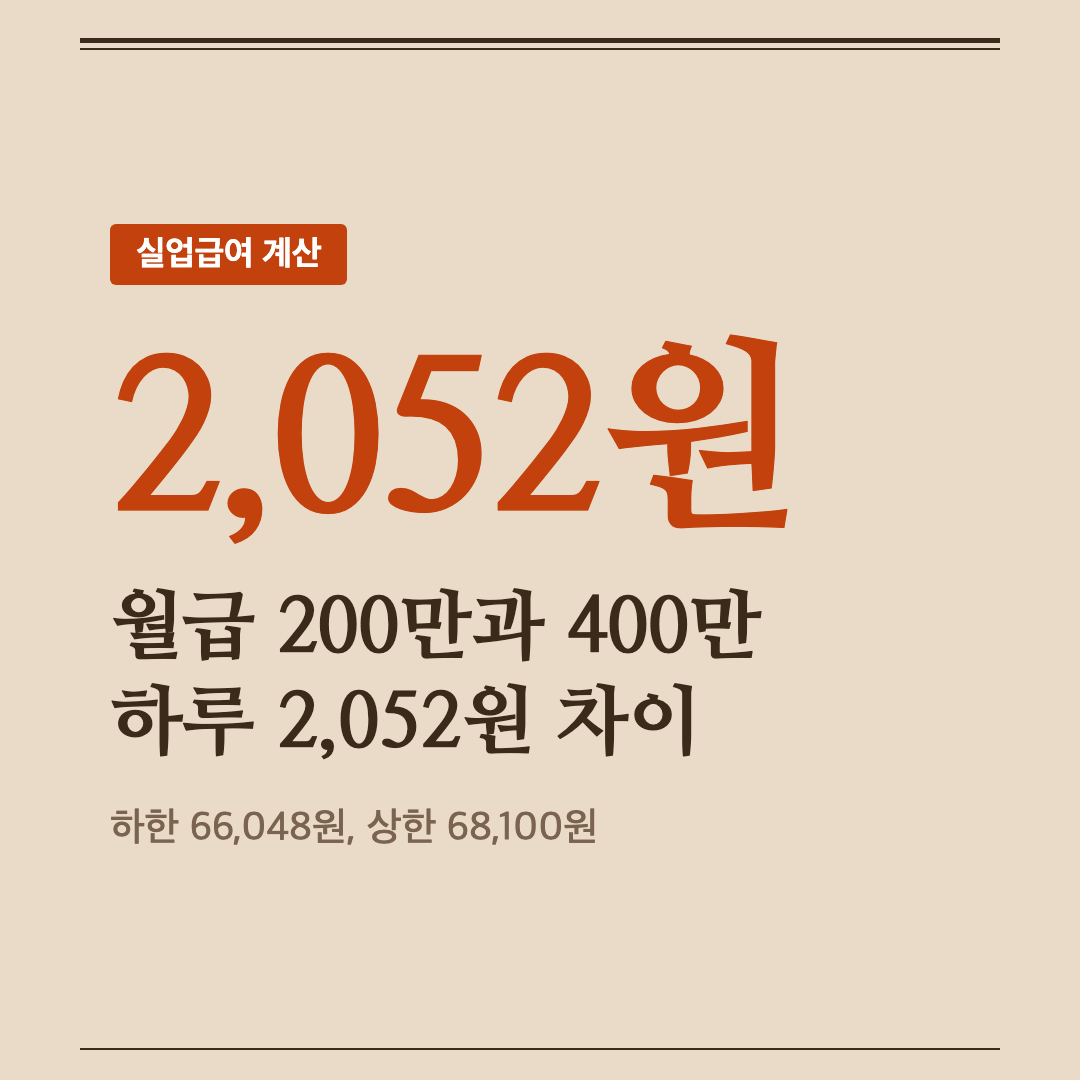 실업급여 계산
2,052원
월급 200만과 400만
하루 2,052원 차이
하한 66,048원, 상한 68,100원